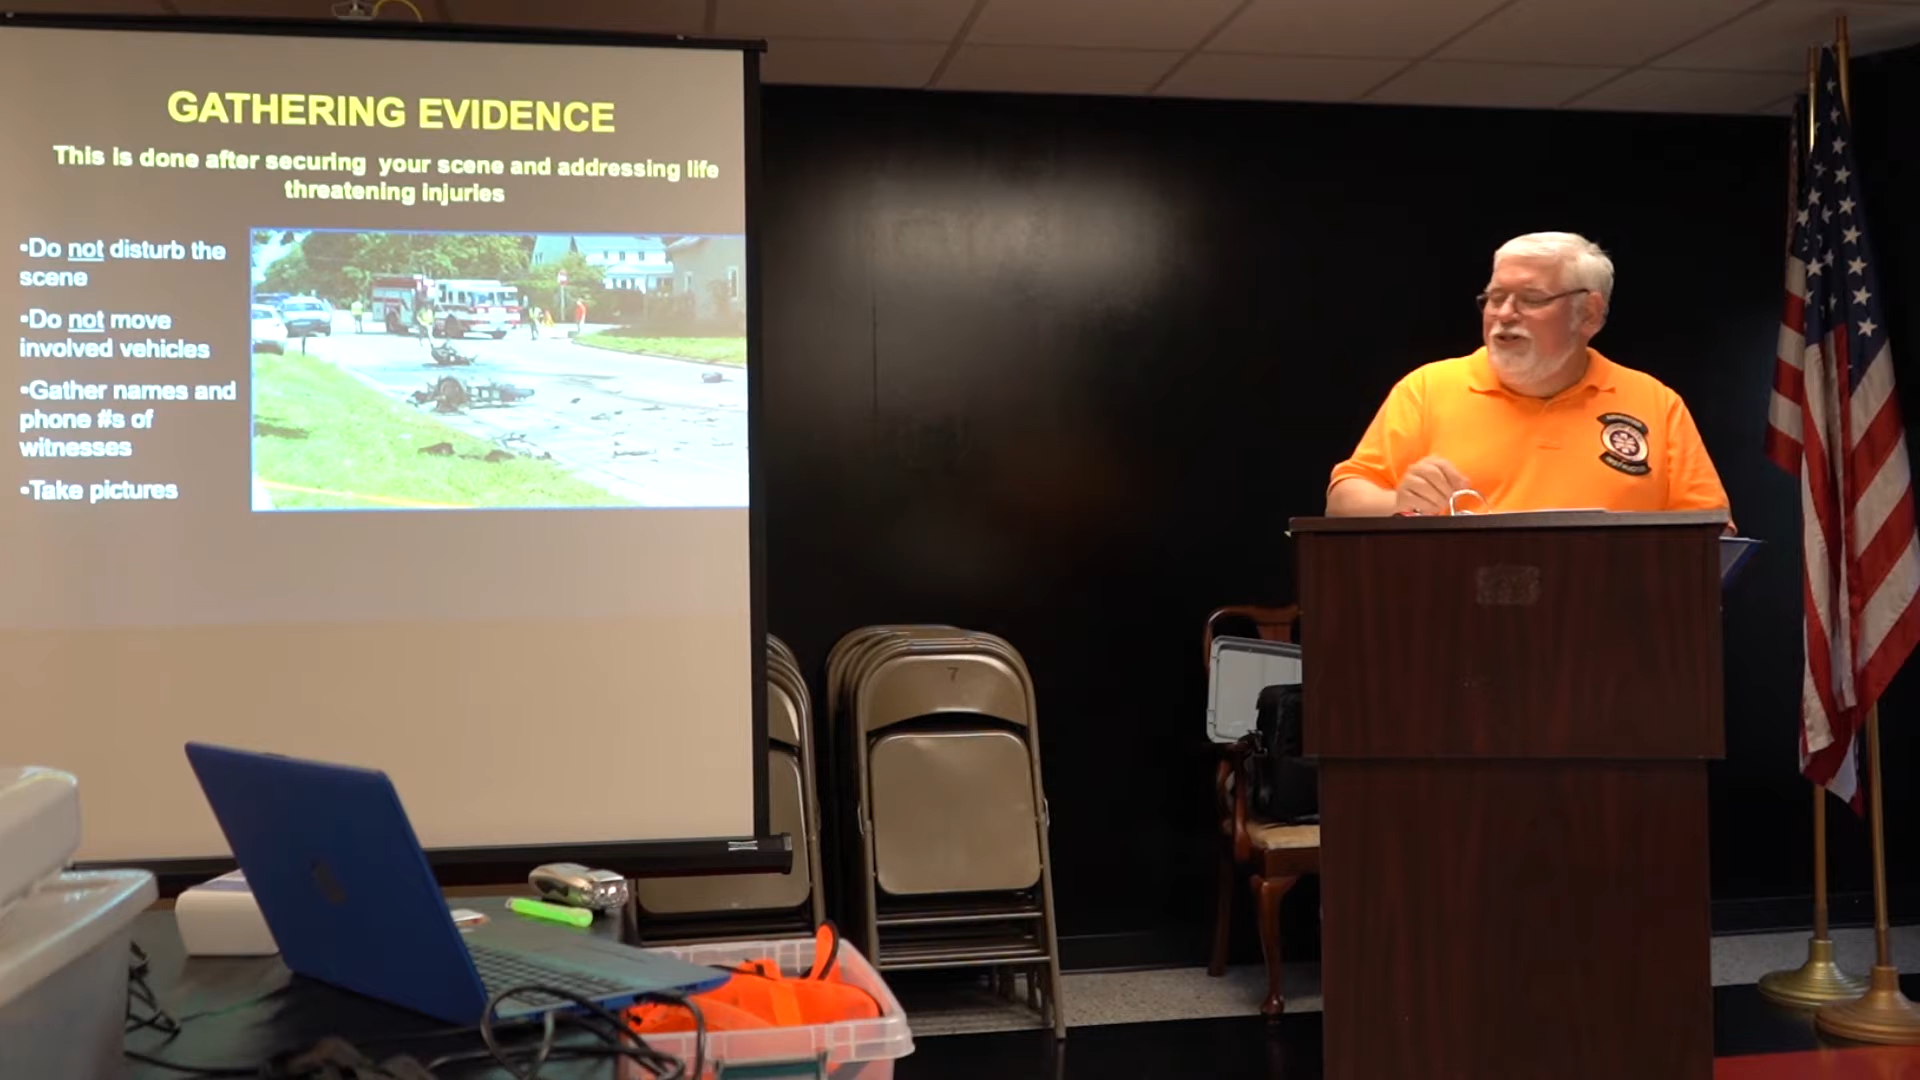 GATHERING EVIDENCE
This is done after securing your scene and addressing life
threatening injuries
•Do not disturb the
scene
•Do not move
involved vehicles
•Gather names and
phone #s of
witnesses
•Take pictures
7